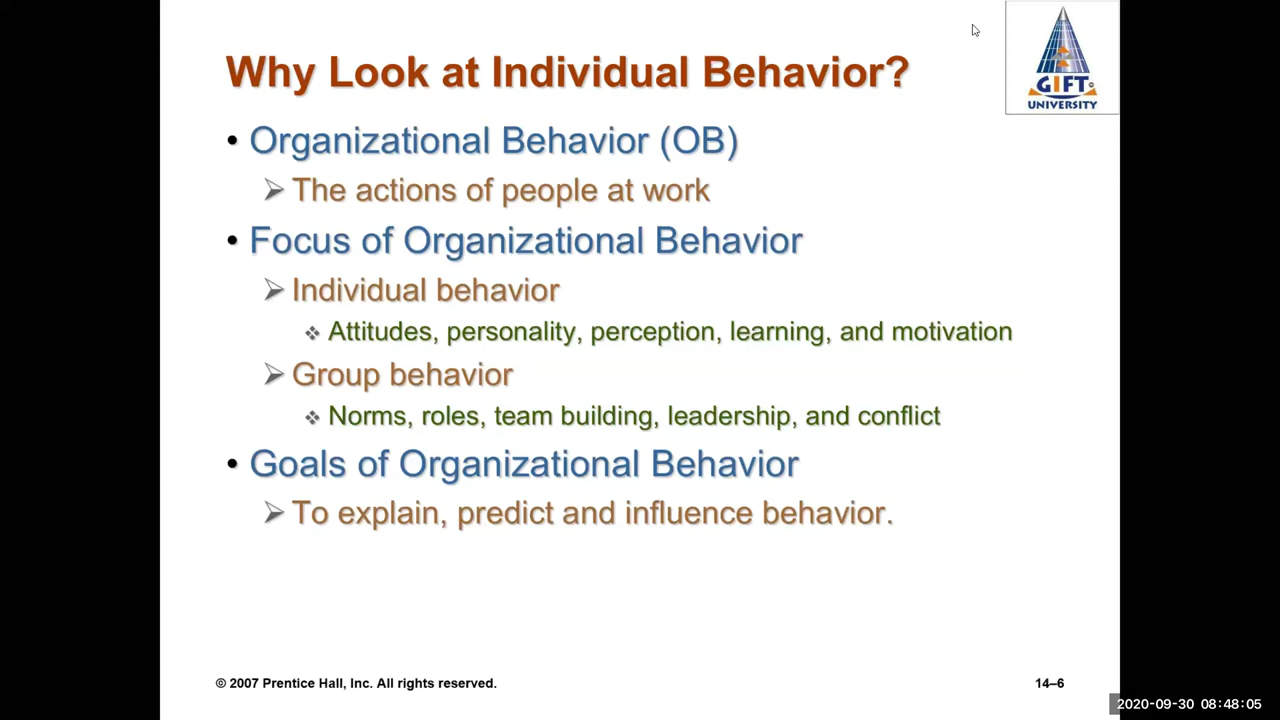 Why Look at Individual Behavior?
GIFT
UNIVERSITY
• Organizational Behavior (OB)
➢ The actions of people at work
• Focus of Organizational Behavior
➢ Individual behavior
❖ Attitudes, personality, perception, learning, and motivation
➢ Group behavior
❖ Norms, roles, team building, leadership, and conflict
• Goals of Organizational Behavior
➢ To explain, predict and influence behavior.
© 2007 Prentice Hall, Inc. All rights reserved.
14–6
2020-09-30 08:48:05